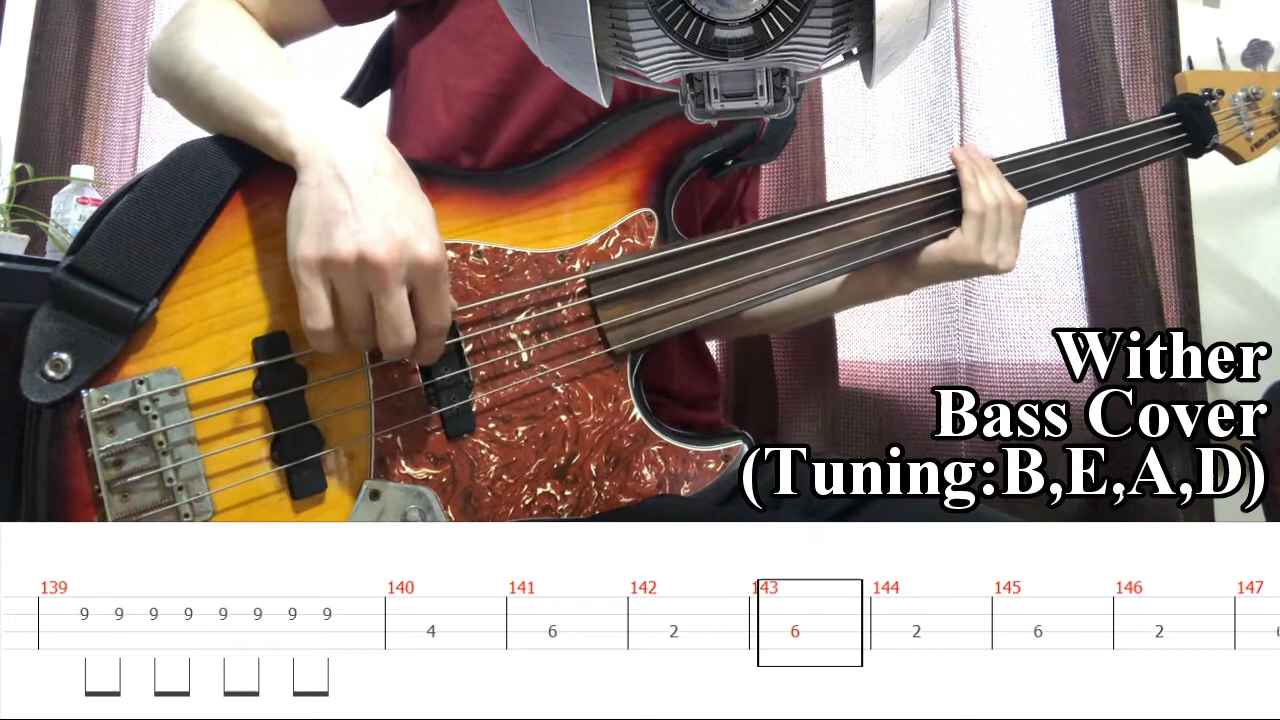 Wither
Bass Cover
(Tuning:B,E,A,D)
139 140 141 142 143 144 145 146 147
9 9 9 9 9 9 9 9
4 6 2 6 2 6 2